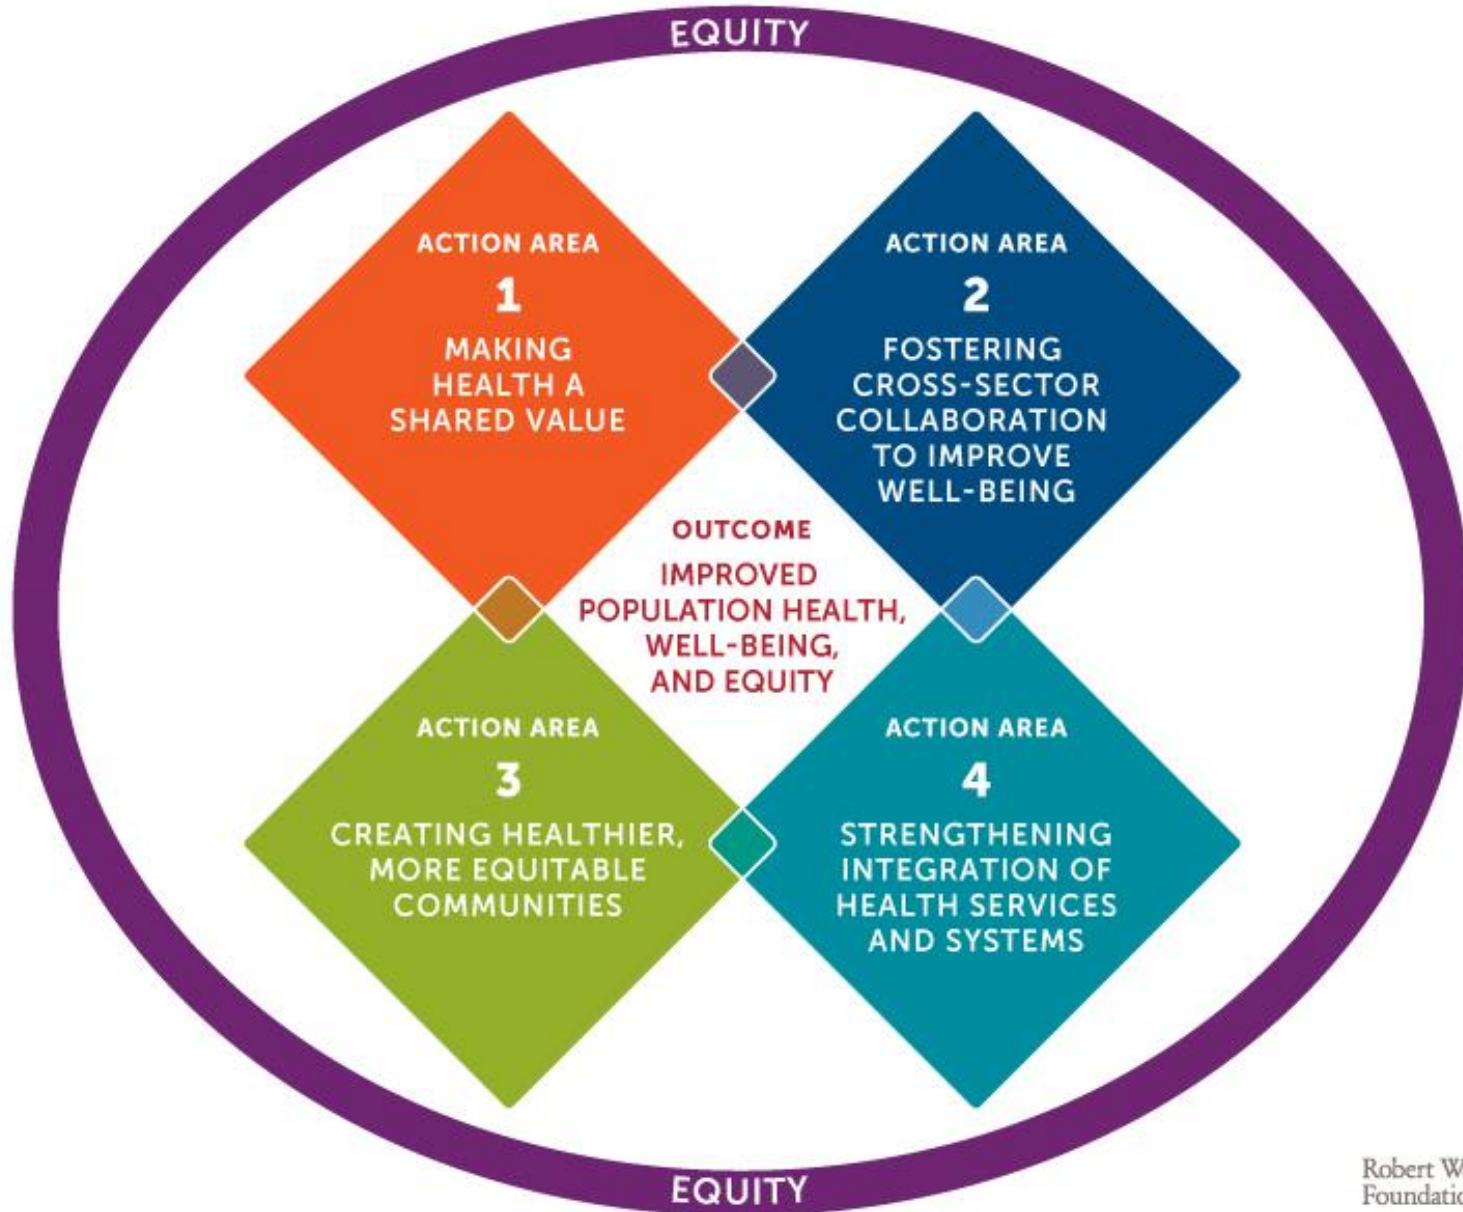 EQUITY
ACTION AREA
1
MAKING
HEALTH A
SHARED VALUE
ACTION AREA
2
FOSTERING
CROSS-SECTOR
COLLABORATION
TO IMPROVE
WELL-BEING
OUTCOME
IMPROVED
POPULATION HEALTH,
WELL-BEING,
AND EQUITY
ACTION AREA
3
CREATING HEALTHIER,
MORE EQUITABLE
COMMUNITIES
ACTION AREA
4
STRENGTHENING
INTEGRATION OF
HEALTH SERVICES
AND SYSTEMS
EQUITY
Robert